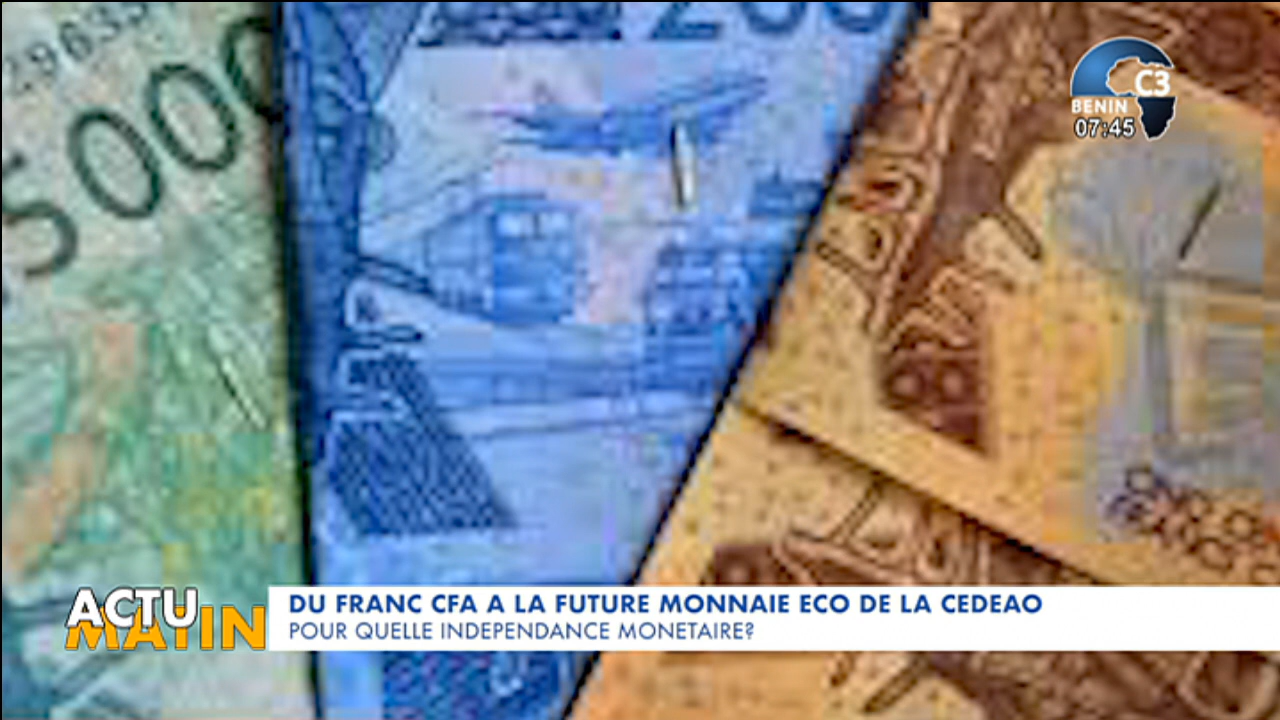 5000
200
C3
BENIN
07:45
ACTU
MATIN
DU FRANC CFA A LA FUTURE MONNAIE ECO DE LA CEDEAO
POUR QUELLE INDEPENDANCE MONETAIRE?